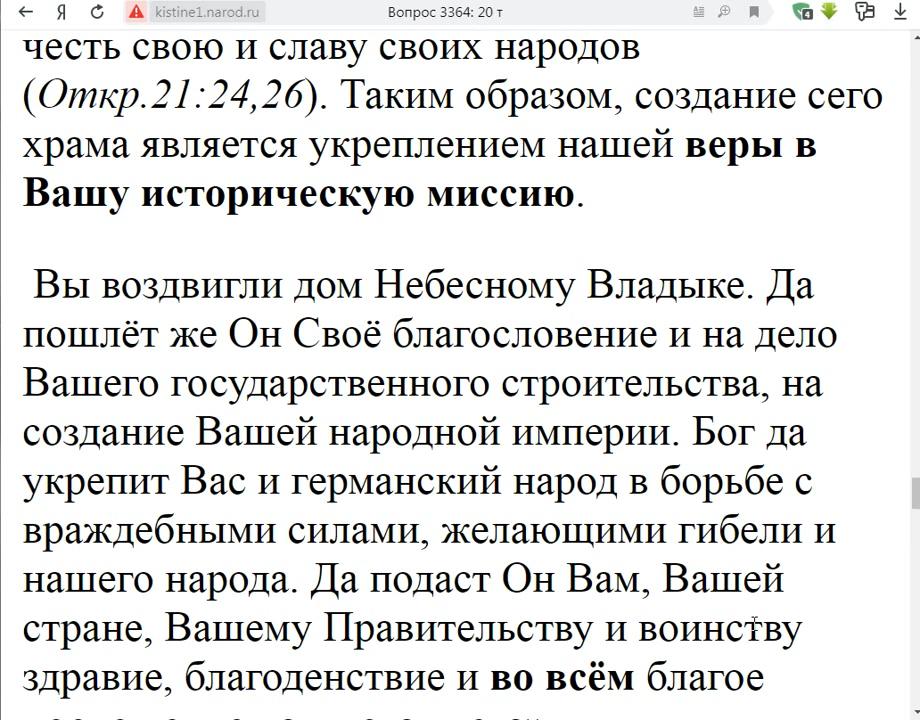 Я
kistine1.narod.ru
Вопрос 3364: 20 т
4
честь свою и славу своих народов
(Откр.21:24,26). Таким образом, создание сего
храма является укреплением нашей веры в
Вашу историческую миссию.
Вы воздвигли дом Небесному Владыке. Да
пошлёт же Он Своё благословение и на дело
Вашего государственного строительства, на
создание Вашей народной империи. Бог да
укрепит Вас и германский народ в борьбе с
враждебными силами, желающими гибели и
нашего народа. Да подаст Он Вам, Вашей
стране, Вашему Правительству и воинству
здравие, благоденствие и во всём благое